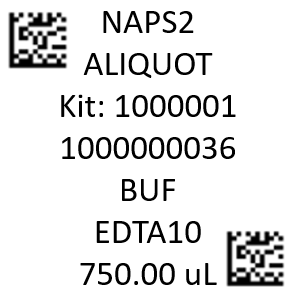 NAPS2
ALIQUOT
Kit: 1000001
1000000036
BUF
EDTA10
750.00 uL